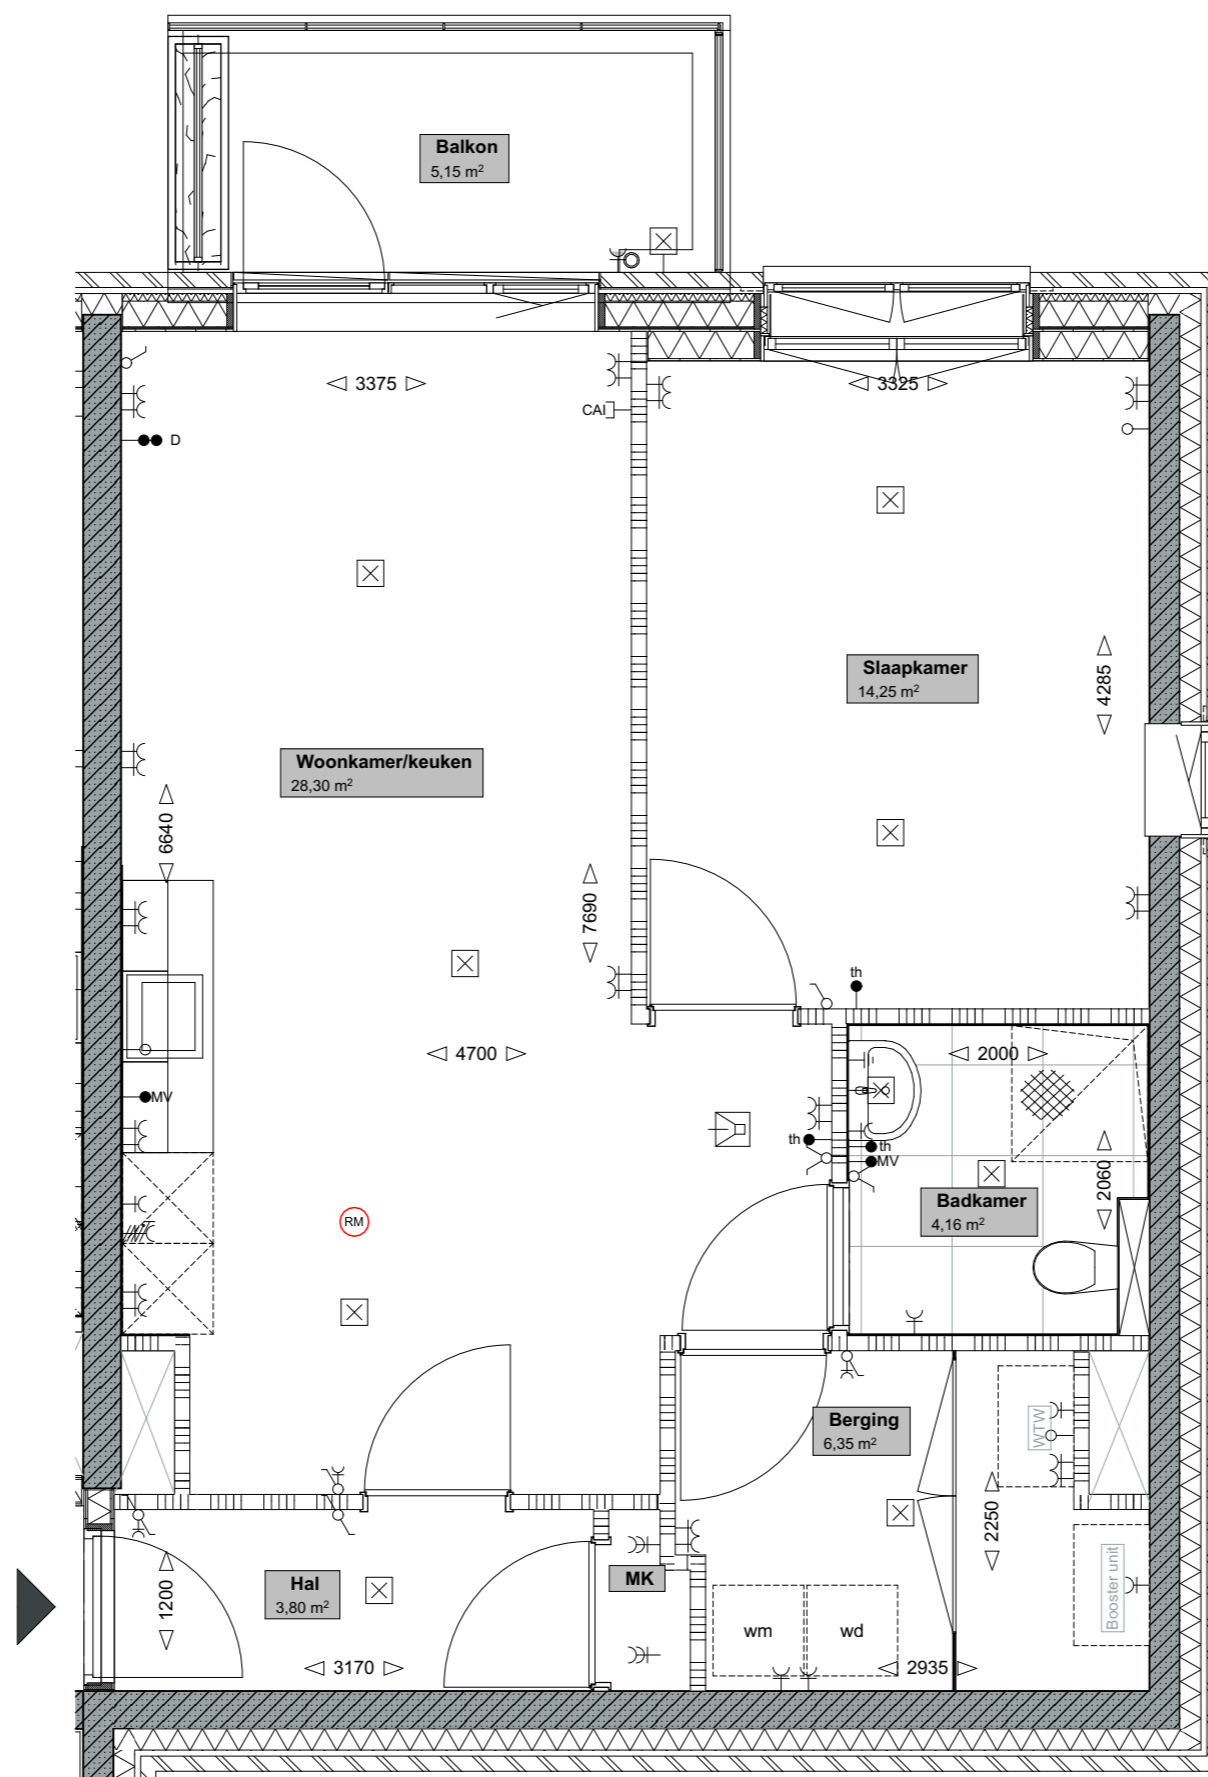 Balkon
5,15 m²
3375
3325
CAI
D
Slaapkamer
14,25 m²
4285
Woonkamer/keuken
28,30 m²
6640
7690
th
4700
2000
MV
th
th
MV
2060
Badkamer
4,16 m²
RM
Berging
6,35 m²
WTW
2250
Hal
3,80 m²
MK
1200
Booster unit
wm
wd
3170
2935